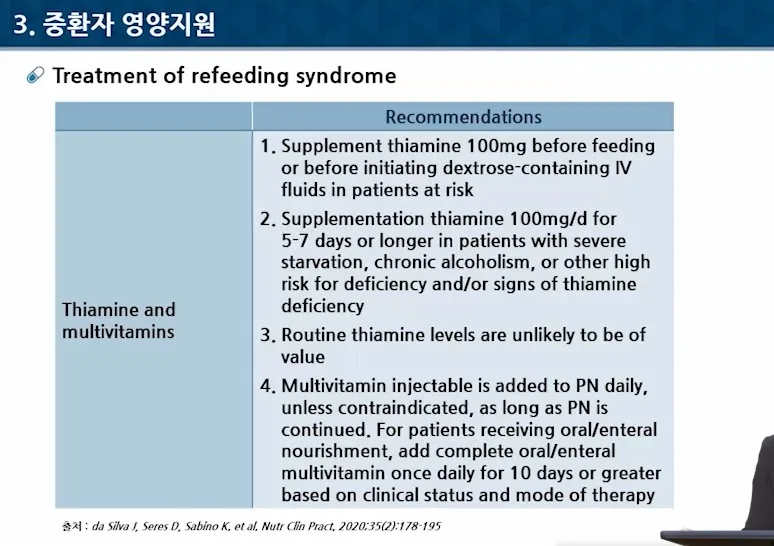 3. 중환자 영양지원
Treatment of refeeding syndrome
Recommendations
Thiamine and
multivitamins
1. Supplement thiamine 100mg before feeding
or before initiating dextrose-containing IV
fluids in patients at risk
2. Supplementation thiamine 100mg/d for
5-7 days or longer in patients with severe
starvation, chronic alcoholism, or other high
risk for deficiency and/or signs of thiamine
deficiency
3. Routine thiamine levels are unlikely to be of
value
4. Multivitamin injectable is added to PN daily,
unless contraindicated, as long as PN is
continued. For patients receiving oral/enteral
nourishment, add complete oral/enteral
multivitamin once daily for 10 days or greater
based on clinical status and mode of therapy
출처 : da Silva J, Seres D, Sabino K, et al, Nutr Clin Pract. 2020;35(2):178-195